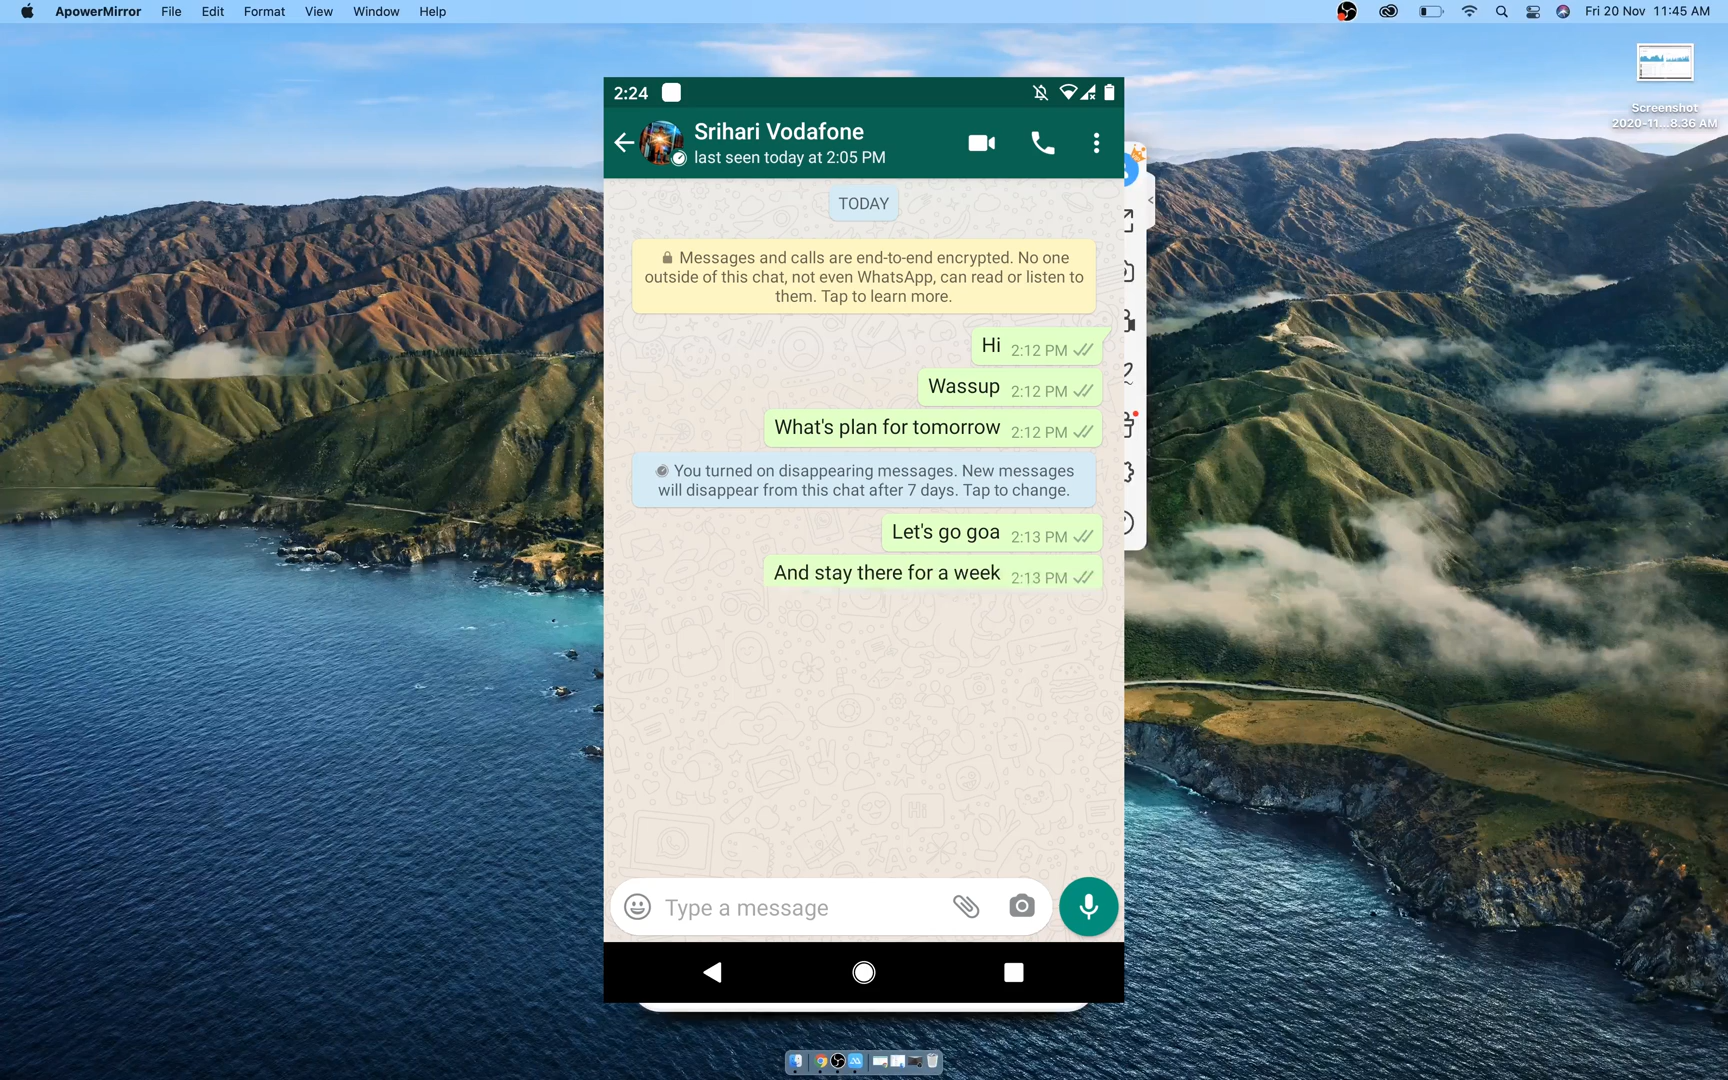 ApowerMirror File Edit Format View Window Help Fri 20 Nov 11:45 AM
Screenshot
2020-11...8.36 AM
2:24
Srihari Vodafone
last seen today at 2:05 PM
TODAY
Messages and calls are end-to-end encrypted. No one
outside of this chat, not even WhatsApp, can read or listen to
them. Tap to learn more.
Hi 2:12 PM
Wassup 2:12 PM
What's plan for tomorrow 2:12 PM
You turned on disappearing messages. New messages
will disappear from this chat after 7 days. Tap to change.
Let's go goa 2:13 PM
And stay there for a week 2:13 PM
Type a message